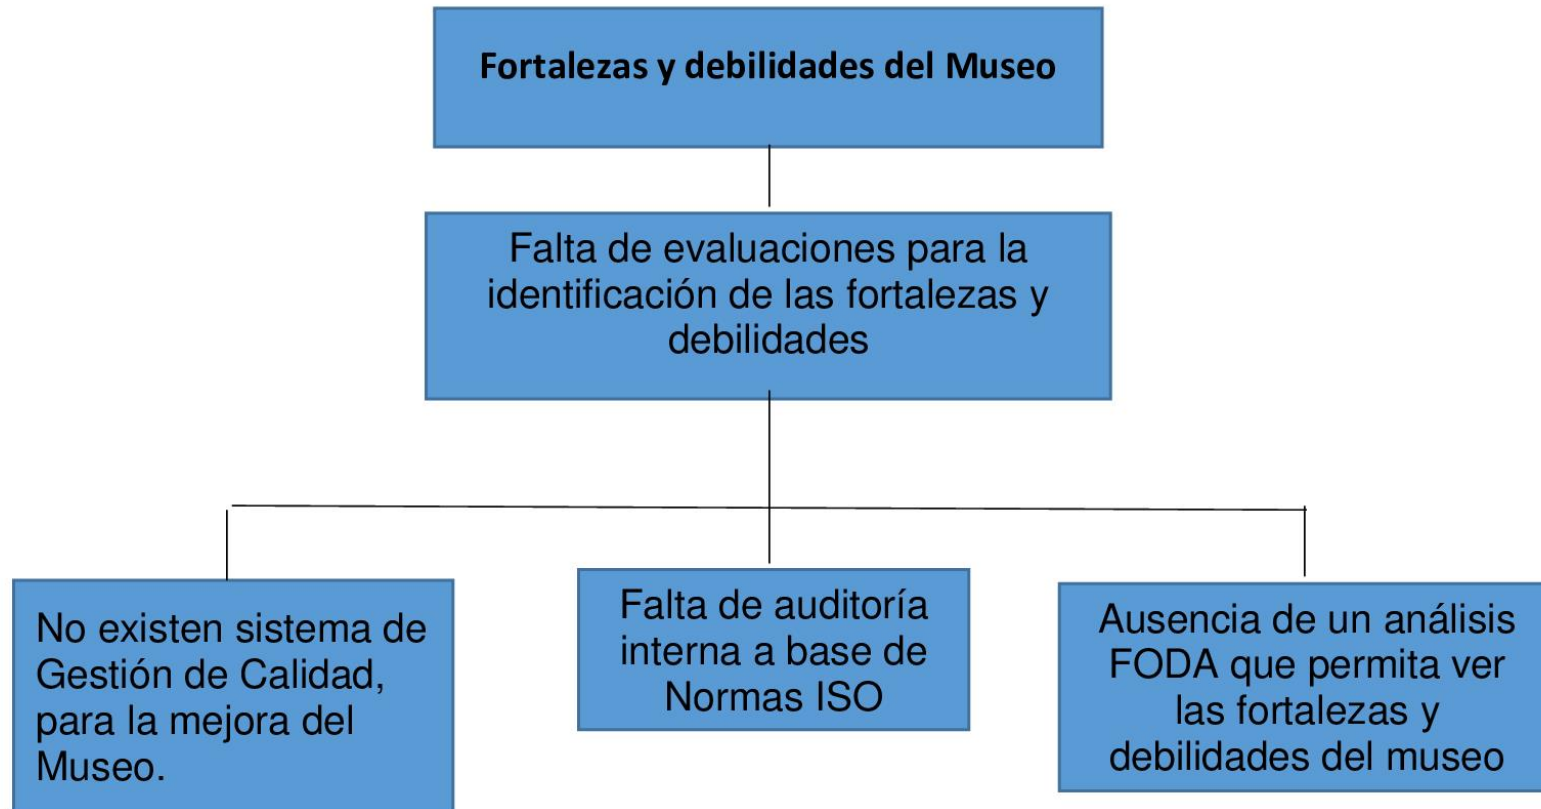 Fortalezas y debilidades del Museo
Falta de evaluaciones para la
identificación de las fortalezas y
debilidades
No existen sistema de
Gestión de Calidad,
para la mejora del
Museo.
Falta de auditoría
interna a base de
Normas ISO
Ausencia de un análisis
FODA que permita ver
las fortalezas y
debilidades del museo